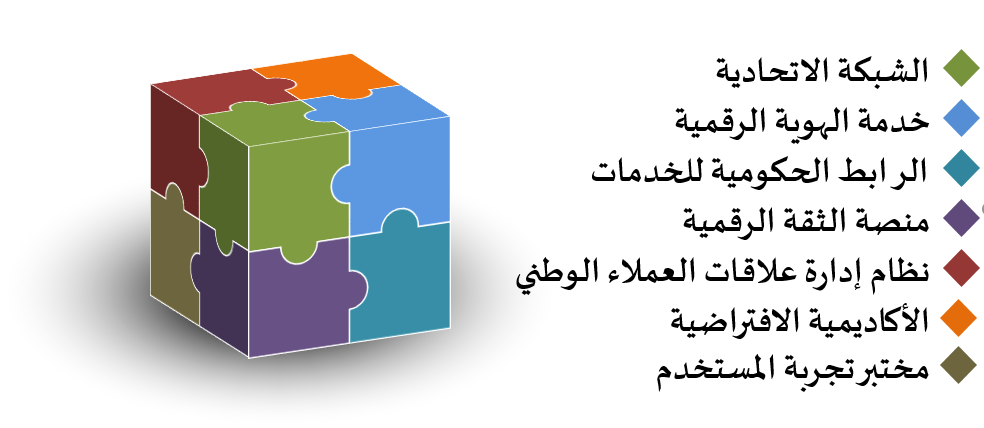 الشبكة الاتحادية
خدمة الهوية الرقمية
الرابط الحكومية للخدمات
منصة الثقة الرقمية
نظام إدارة علاقات العملاء الوطني
الأكاديمية الافتراضية
مختبر تجربة المستخدم